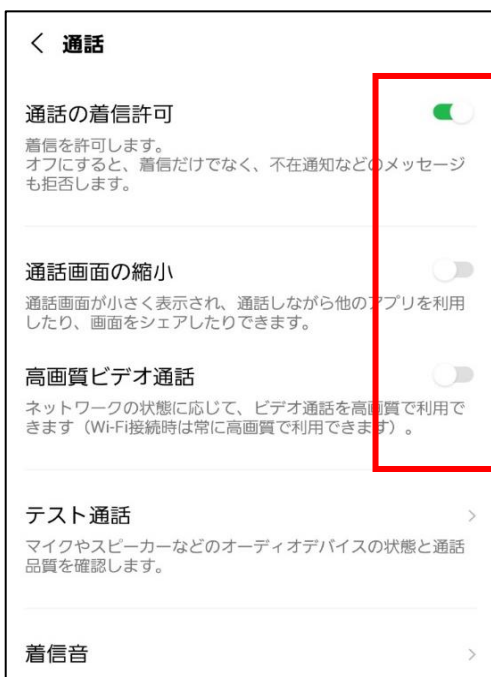 通話
通話の着信許可
着信を許可します。
オフにすると、着信だけでなく、不在通知などのメッセージ
も拒否します。
通話画面の縮小
通話画面が小さく表示され、通話しながら他のアプリを利用
したり、画面をシェアしたりできます。
高画質ビデオ通話
ネットワークの状態に応じて、ビデオ通話を高画質で利用で
きます（Wi-Fi接続時は常に高画質で利用できます）。
テスト通話
マイクやスピーカーなどのオーディオデバイスの状態と通話
品質を確認します。
着信音